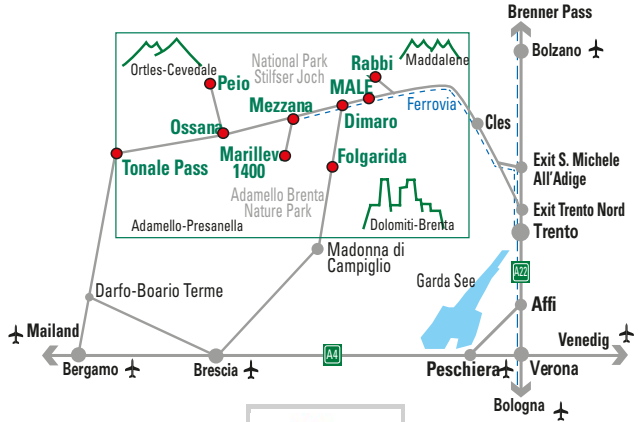 Brenner Pass
Bolzano
Ortles-Cevedale
National Park
Stilfser Joch
Rabbi
Maddalene
Peio
MALÉ
Mezzana
Ferrovia
Dimaro
Ossana
Cles
Tonale Pass
Marillev
1400
Folgarida
Exit S. Michele
All'Adige
Adamello Brenta
Nature Park
Adamello-Presanella
Dolomiti-Brenta
Exit Trento Nord
Trento
Madonna di
Campiglio
Garda See
A22
Darfo-Boario Terme
Affi
Mailand
Venedig
A4
Bergamo
Brescia
Peschiera
Verona
Bologna